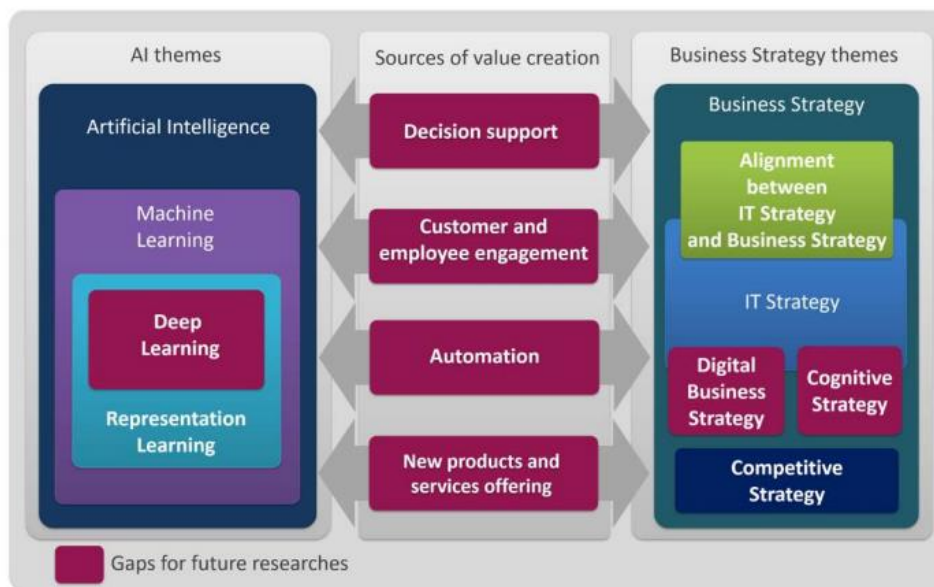 AI themes
Artificial Intelligence
Machine
Learning
Deep
Learning
Representation
Learning
Sources of value creation
Decision support
Customer and
employee engagement
Automation
New products and
services offering
Business Strategy themes
Business Strategy
Alignment
between
IT Strategy
and Business Strategy
IT Strategy
Digital
Business
Strategy
Cognitive
Strategy
Competitive
Strategy
Gaps for future researches